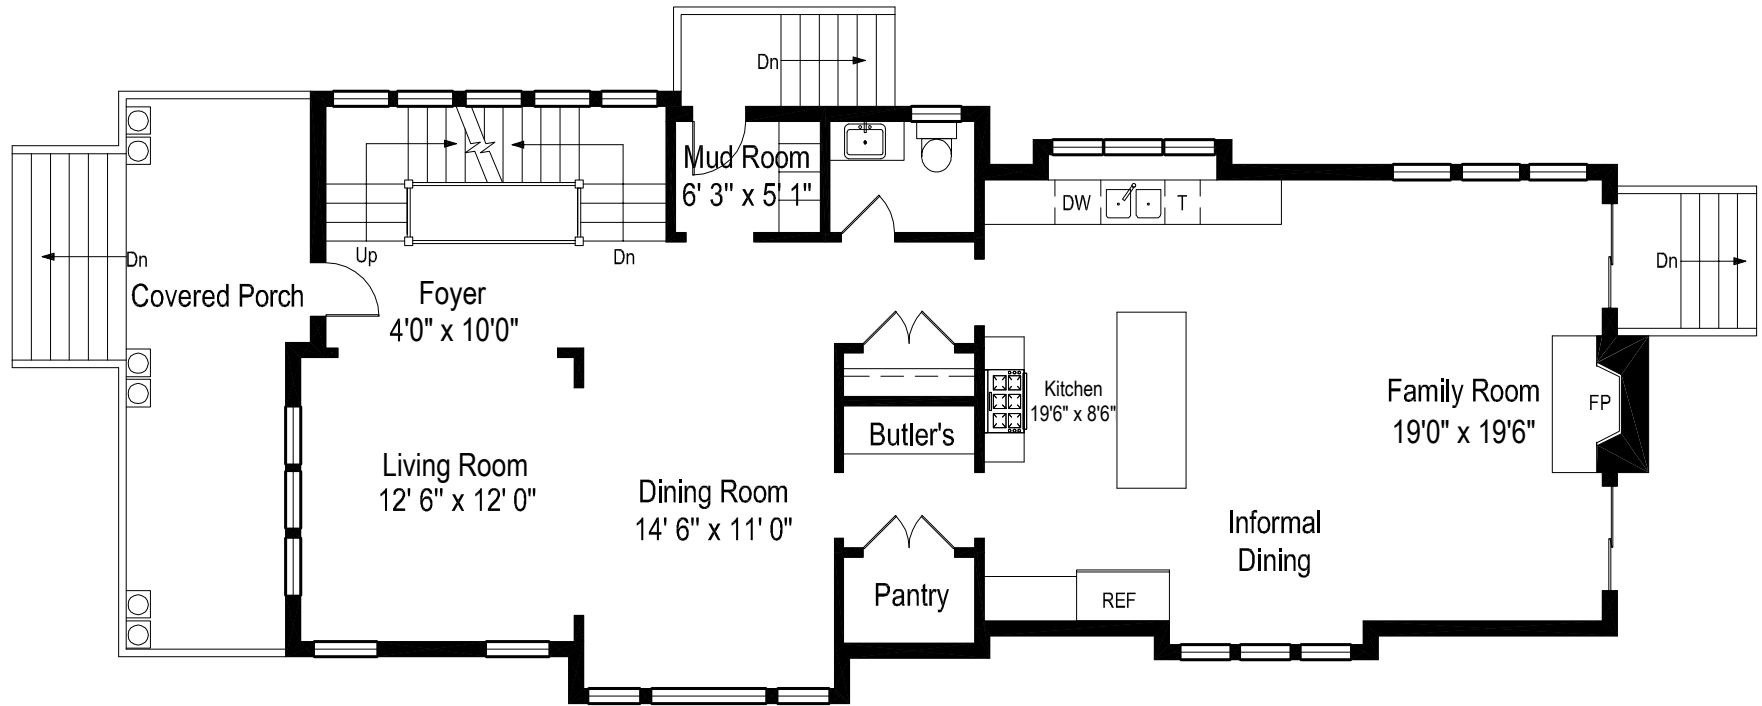 Dn
Mud Room
6' 3" x 5' 1"
DW
T
Up
Dn
Dn
Dn
Covered Porch
Foyer
4'0" x 10'0"
Kitchen
19'6" x 8'6"
Family Room
19'0" x 19'6"
FP
Butler's
Living Room
12' 6" x 12' 0"
Dining Room
14' 6" x 11' 0"
Informal
Dining
Pantry
REF